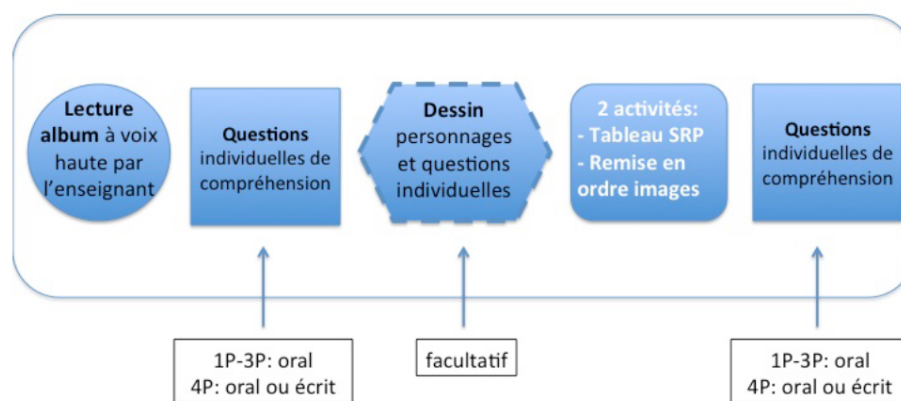 Lecture
album à voix
haute par
l'enseignant
Questions
individuelles de
compréhension
Dessin
personnages
et questions
individuelles
2 activités:
- Tableau SRP
- Remise en
ordre images
Questions
individuelles de
compréhension
1P-3P: oral
4P: oral ou écrit
facultatif
1P-3P: oral
4P: oral ou écrit